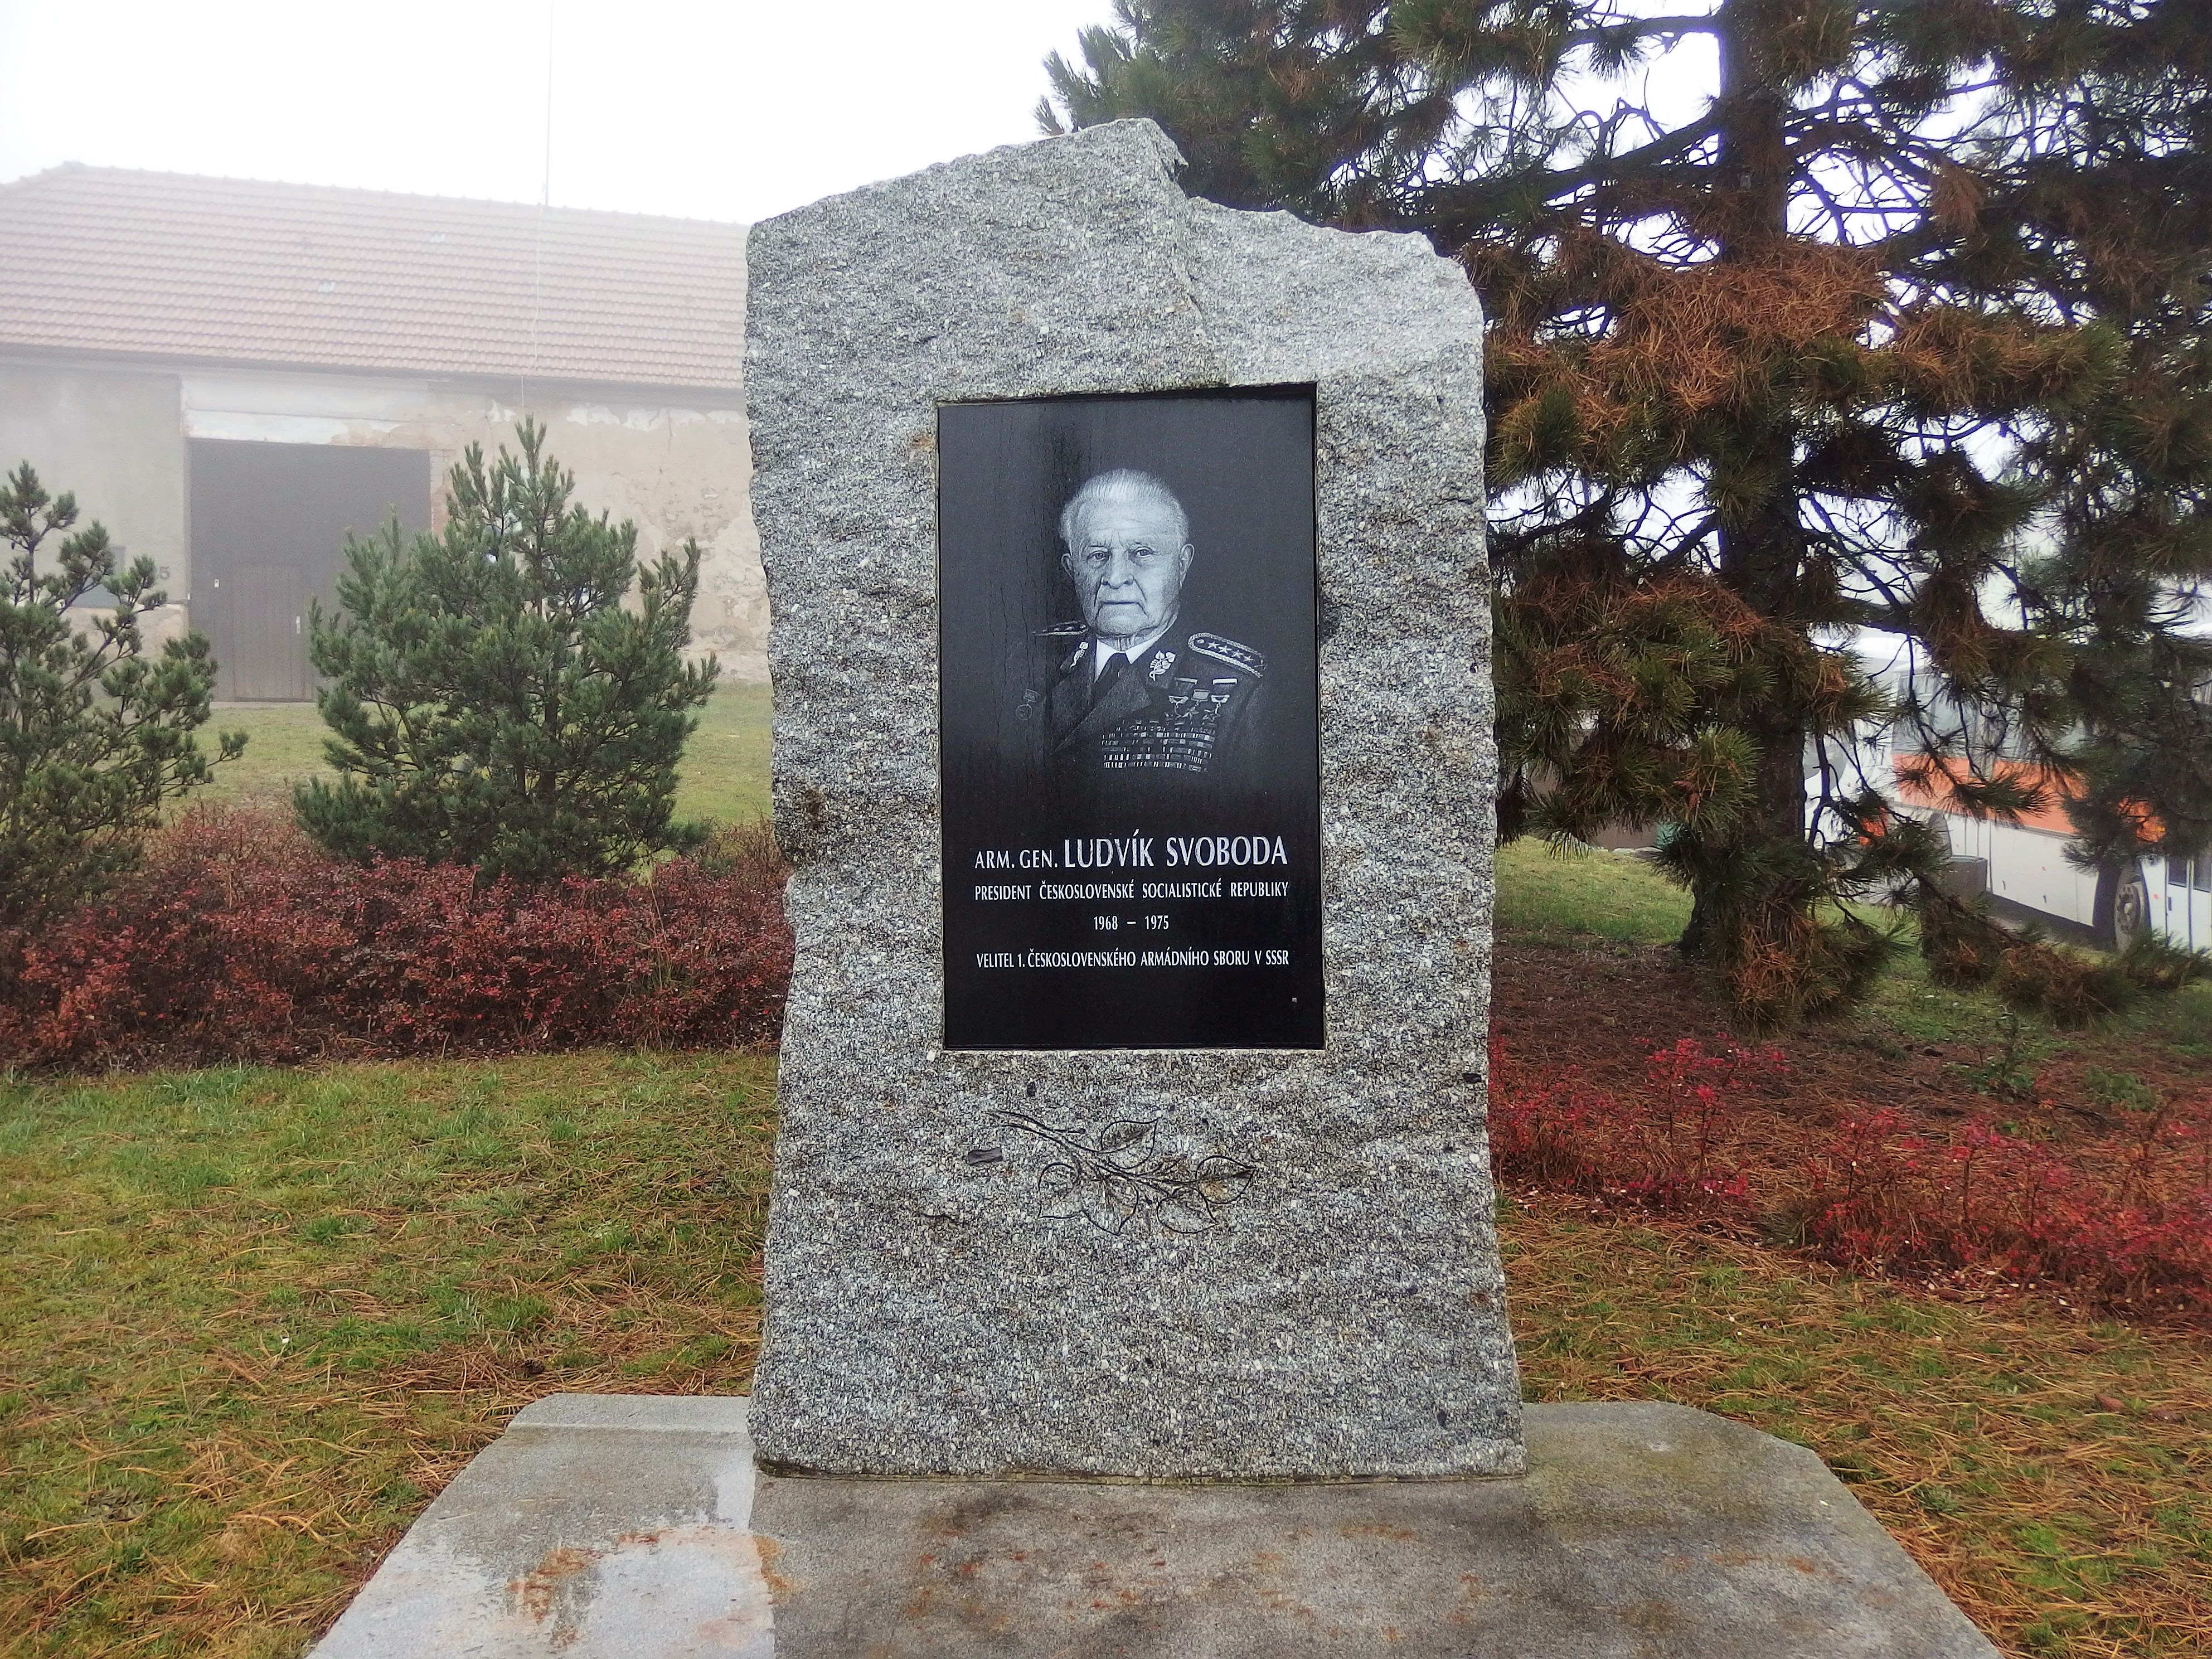 ARM. GEN. LUDVÍK SVOBODA
PRESIDENT ČESKOSLOVENSKÉ SOCIALISTICKÉ REPUBLIKY
1968 – 1975
VELITEL 1. ČESKOSLOVENSKÉHO ARMÁDNÍHO SBORU V SSSR